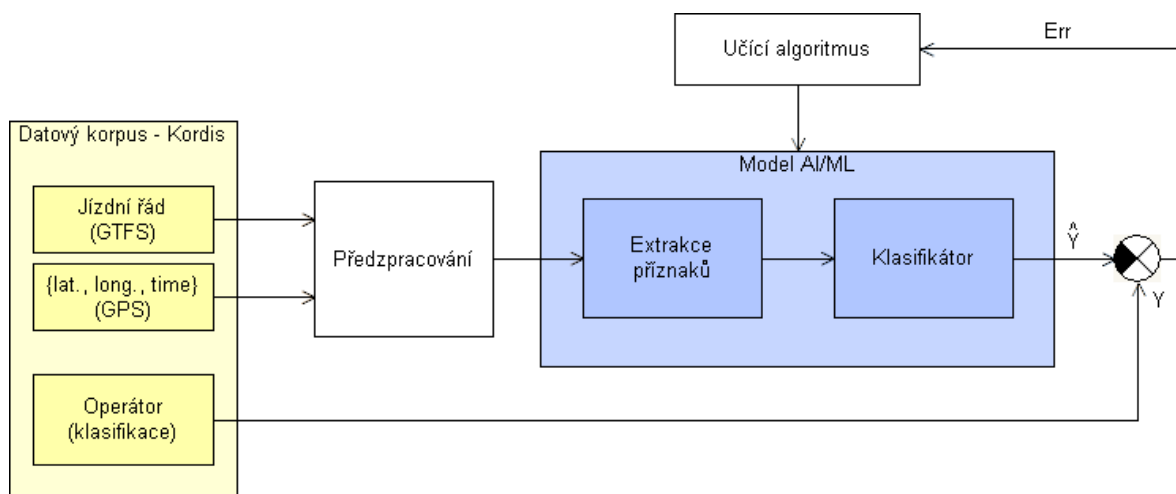 Učící algoritmus
Err
Datový korpus - Kordis
Model AI/ML
Jízdní řád
(GTFS)
{lat., long., time}
(GPS)
Předzpracování
Extrakce
příznaků
Klasifikátor
Ŷ
Y
Operátor
(klasifikace)